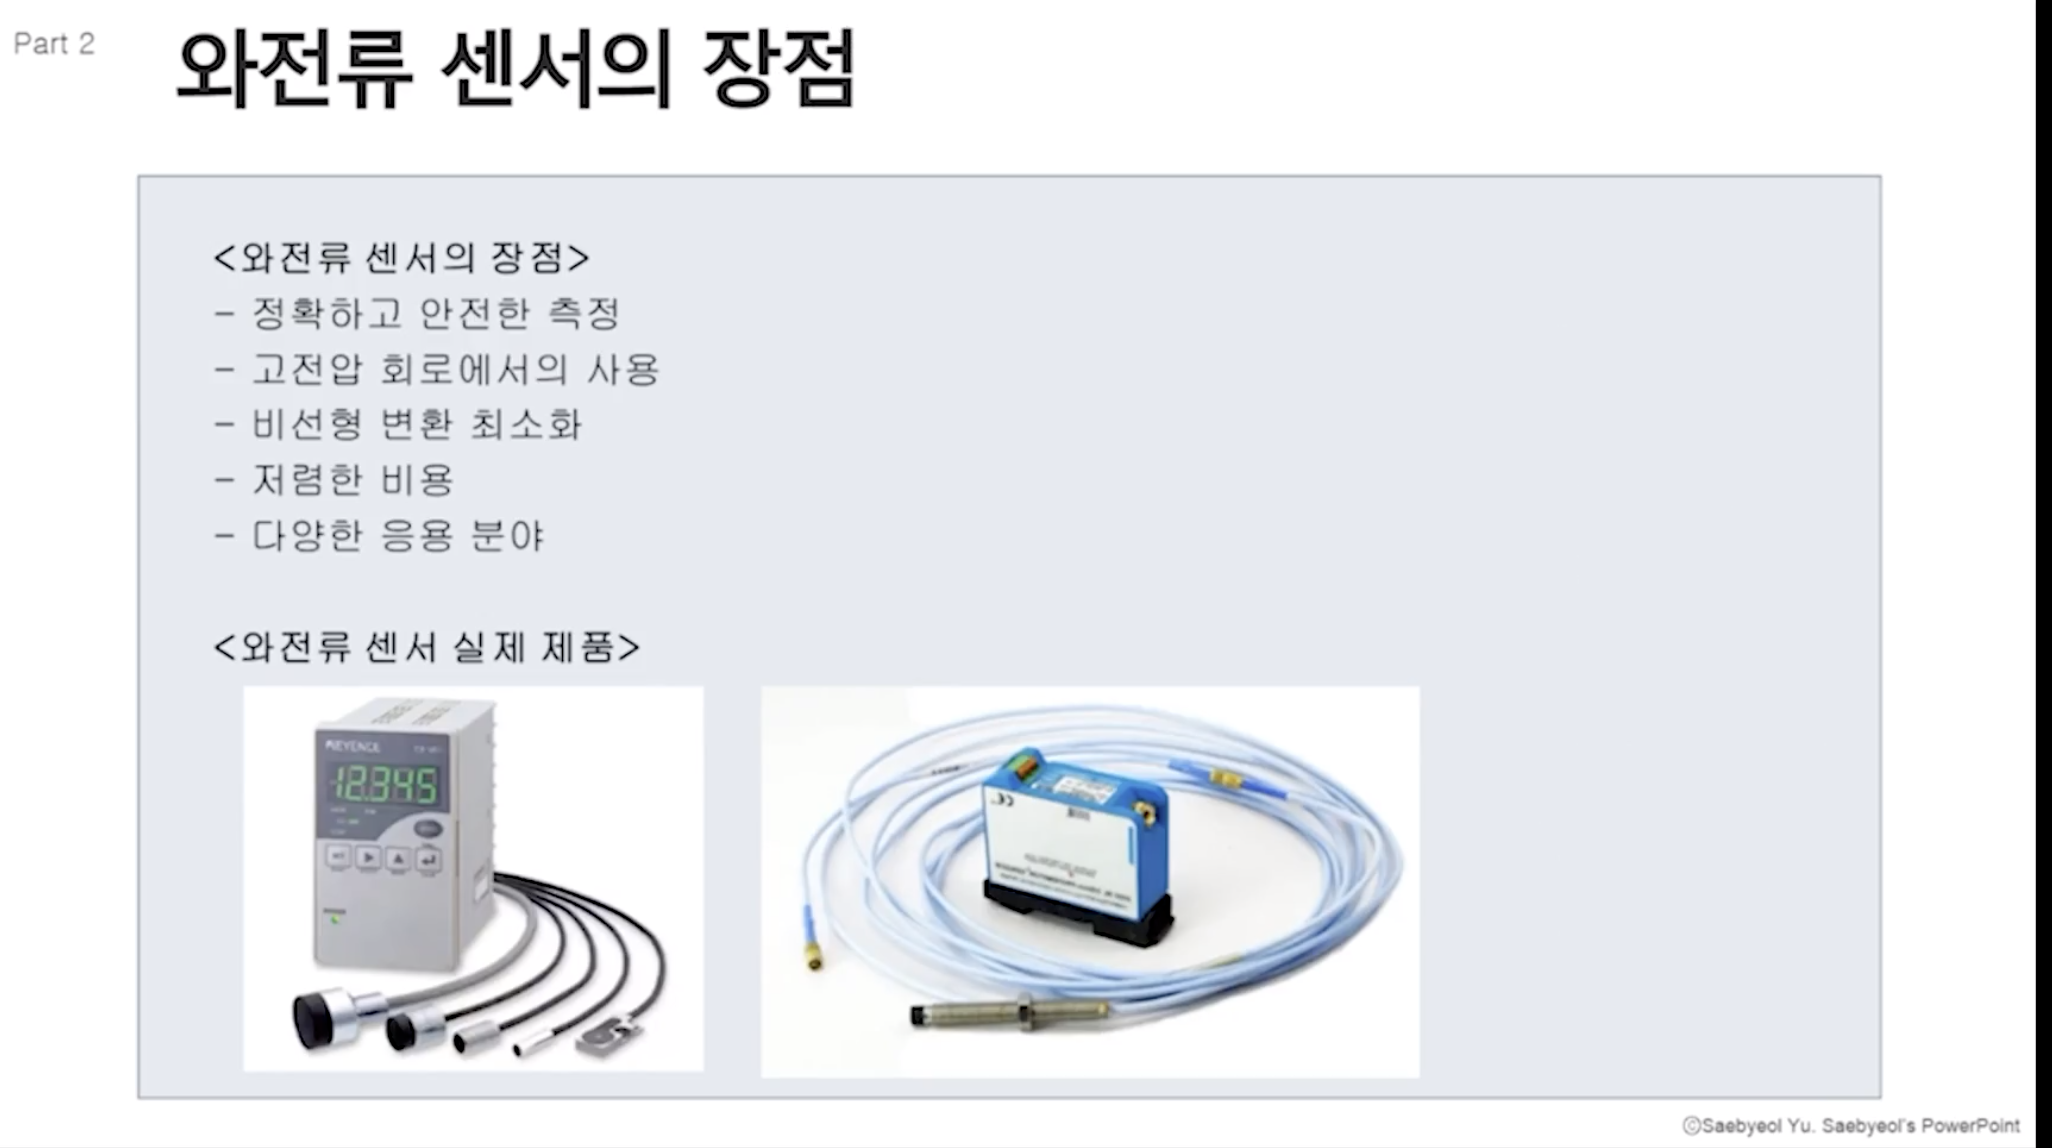 Part 2
와전류 센서의 장점
<와전류 센서의 장점>
- 정확하고 안전한 측정
- 고전압 회로에서의 사용
- 비선형 변환 최소화
- 저렴한 비용
- 다양한 응용 분야
<와전류 센서 실제 제품>
KEYENCE
12.345
CE
ⓒSaebyeol Yu. Saebyeol's PowerPoint